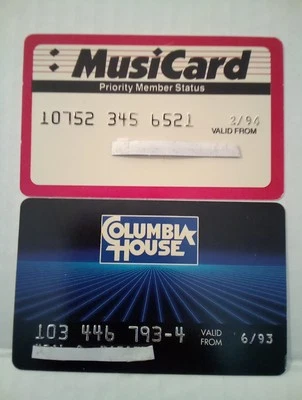 MusiCard
Priority Member Status
10752 345 6521
2/94
VALID FROM
COLUMBIA
HOUSE
103 446 793-4
VALID
FROM
6/93